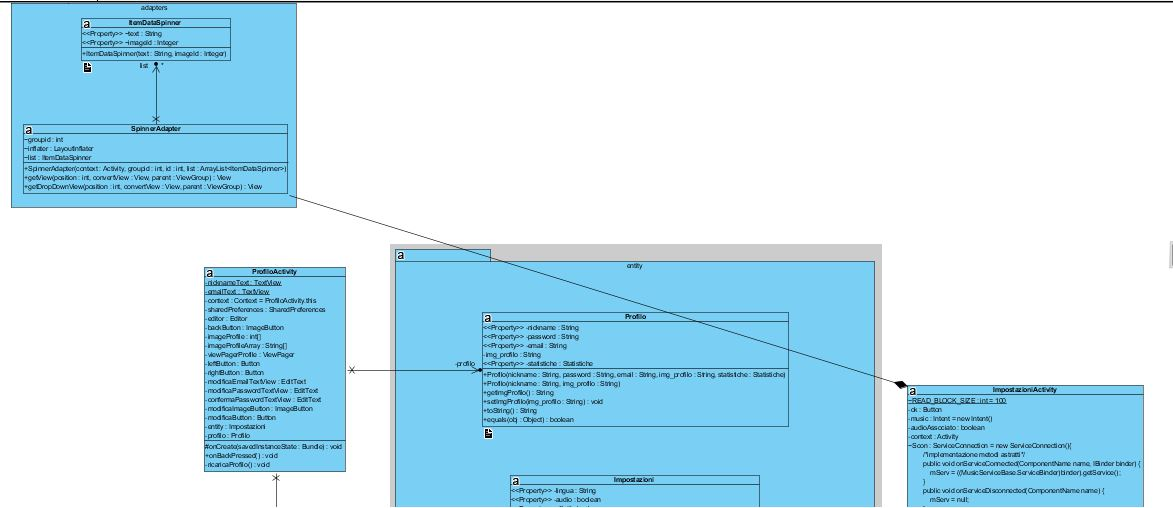 adapters
a
ItemDataSpinner
<<Property>> ~text : String
<<Property>> ~imageId : Integer
+ItemDataSpinner(text : String, imageId : Integer)
list *
a
SpinnerAdapter
~groupid : int
~inflater : LayoutInflater
~list : ItemDataSpinner
+SpinnerAdapter(context : Activity, groupid : int, id : int, list : ArrayList<ItemDataSpinner>)
+getView(position : int, convertView : View, parent : ViewGroup) : View
+getDropDownView(position : int, convertView : View, parent : ViewGroup) : View
a
ProfiloActivity
-nicknameText : TextView
-emailText : TextView
-context : Context = ProfiloActivity.this
-sharedPreferences : SharedPreferences
-editor : Editor
-backButton : ImageButton
-imageProfile : int[]
-imageProfileArray : String[]
-viewPagerProfile : ViewPager
-leftButton : Button
-rightButton : Button
-modificaEmailTextView : EditText
-modificaPasswordTextView : EditText
-confermaPasswordTextView : EditText
-modificaImageButton : ImageButton
-modificaButton : Button
-entity : Impostazioni
-profilo : Profilo
#onCreate(savedInstanceState : Bundle) : void
+onBackPressed() : void
-ricaricaProfilo() : void
-profilo
a
entity
a
Profilo
<<Property>> -nickname : String
<<Property>> -password : String
<<Property>> -email : String
-img_profilo : String
<<Property>> -statistiche : Statistiche
+Profilo(nickname : String, password : String, email : String, img_profilo : String, statistiche : Statistiche)
+Profilo(nickname : String, img_profilo : String)
+getImgProfilo() : String
+setImgProfilo(img_profilo : String) : void
+toString() : String
+equals(obj : Object) : boolean
a
Impostazioni
<<Property>> -lingua : String
<<Property>> -audio : boolean
a
ImpostazioniActivity
~READ_BLOCK_SIZE : int = 100
-ok : Button
-music : Intent = new Intent()
-audioAssociato : boolean
-context : Activity
~Scon : ServiceConnection = new ServiceConnection(){
/*implementazione metodi astratti*/
public void onServiceConnected(ComponentName name, IBinder binder) {
mServ = ((MusicServiceBase.ServiceBinder)binder).getService();
}
public void onServiceDisconnected(ComponentName name) {
mServ = null;